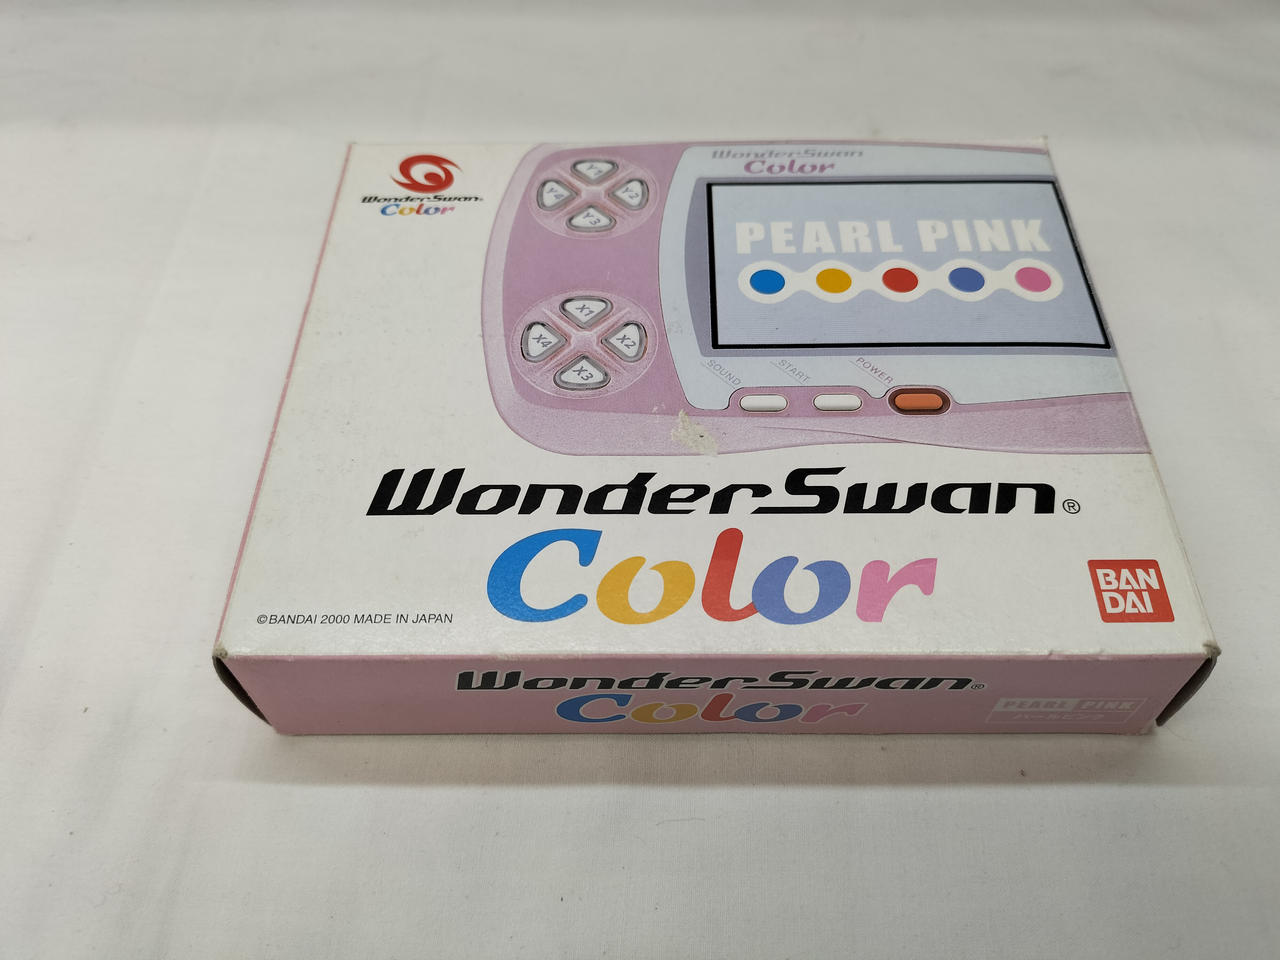 WonderSwan
Color
WonderSwan®
Color
PEARL PINK
Y1
Y2
Y3
Y4
X1
X2
X3
X4
SOUND
START
POWER
WonderSwan®
Color
©BANDAI 2000 MADE IN JAPAN
BAN
DAI
WonderSwan®
Color
PEARL PINK
パールピンク